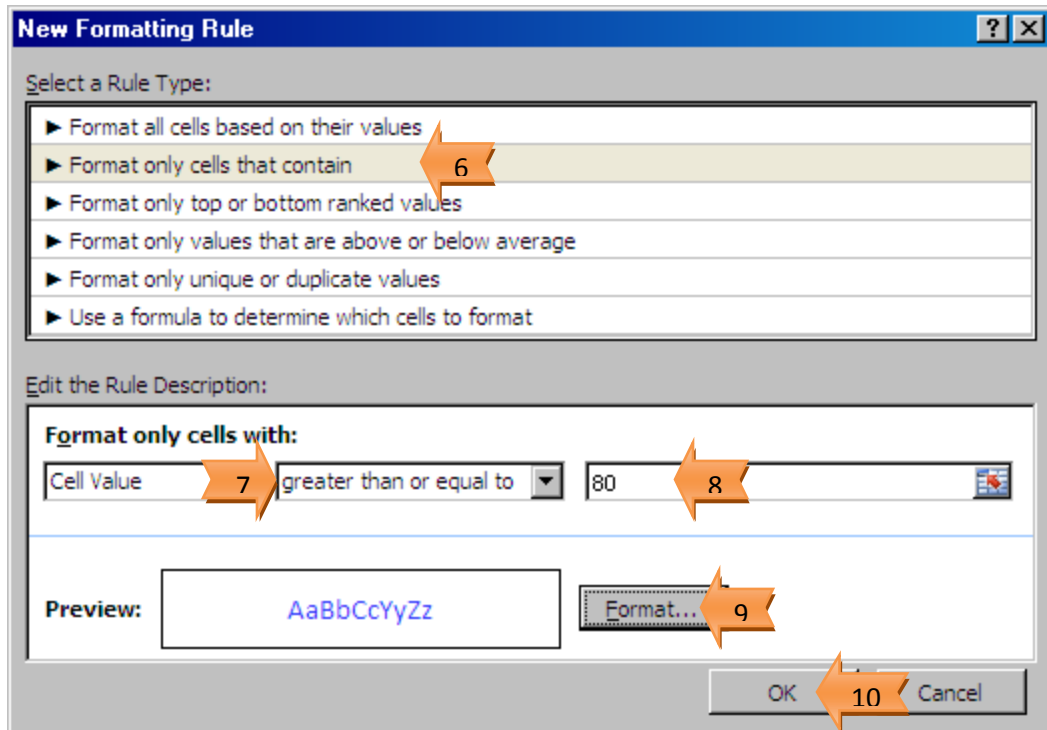 New Formatting Rule ? X
Select a Rule Type:
► Format all cells based on their values
► Format only cells that contain 6
► Format only top or bottom ranked values
► Format only values that are above or below average
► Format only unique or duplicate values
► Use a formula to determine which cells to format
Edit the Rule Description:
Format only cells with:
Cell Value 7 greater than or equal to 80 8
Preview: AaBbCcYyZz Format... 9
OK 10 Cancel